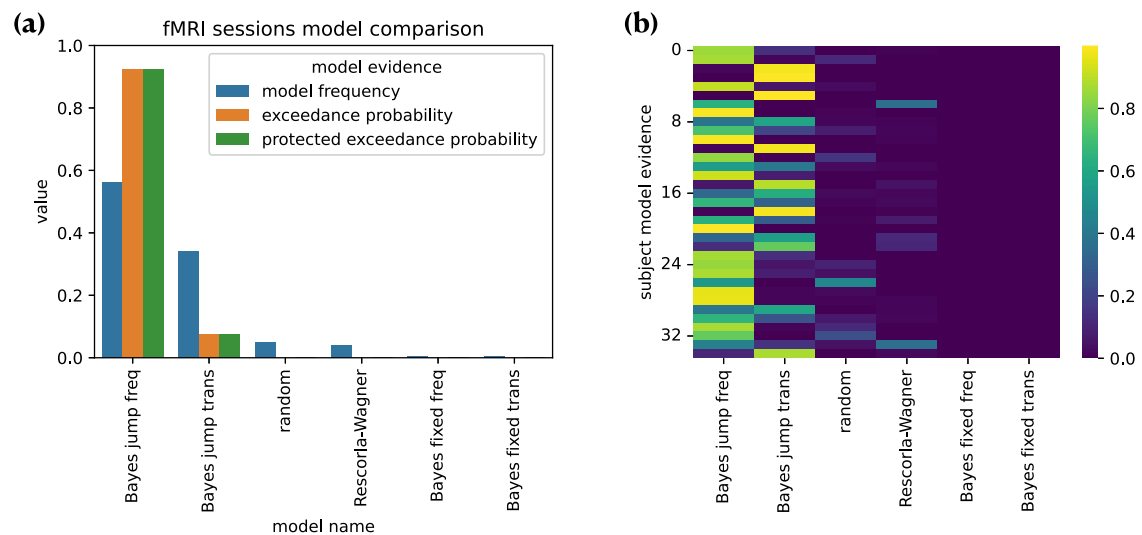 (a)
fMRI sessions model comparison
model evidence
model frequency
exceedance probability
protected exceedance probability
value
1.0
0.8
0.6
0.4
0.2
0.0
Bayes jump freq
Bayes jump trans
random
Rescorla-Wagner
Bayes fixed freq
Bayes fixed trans
model name
(b)
subject model evidence
0
8
16
24
32
Bayes jump freq
Bayes jump trans
random
Rescorla-Wagner
Bayes fixed freq
Bayes fixed trans
0.8
0.6
0.4
0.2
0.0